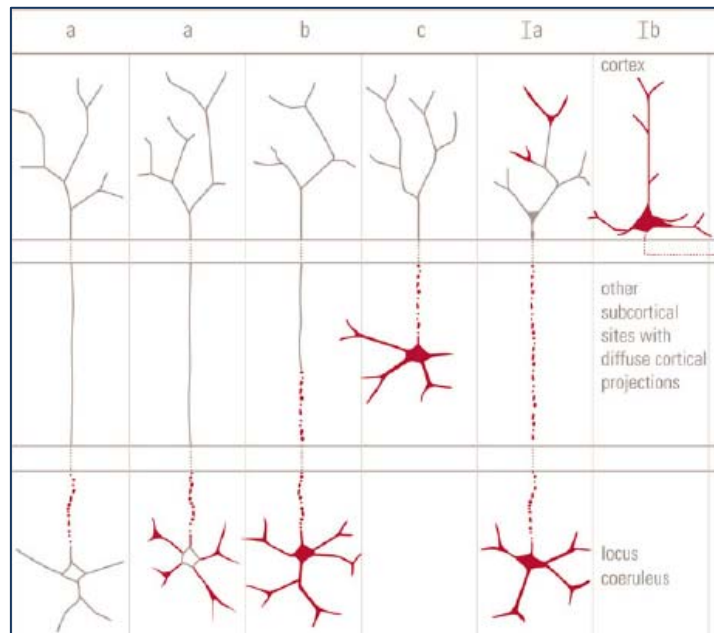 a a b c Ia Ib
cortex
other
subcortical
sites with
diffuse cortical
projections
locus
coeruleus